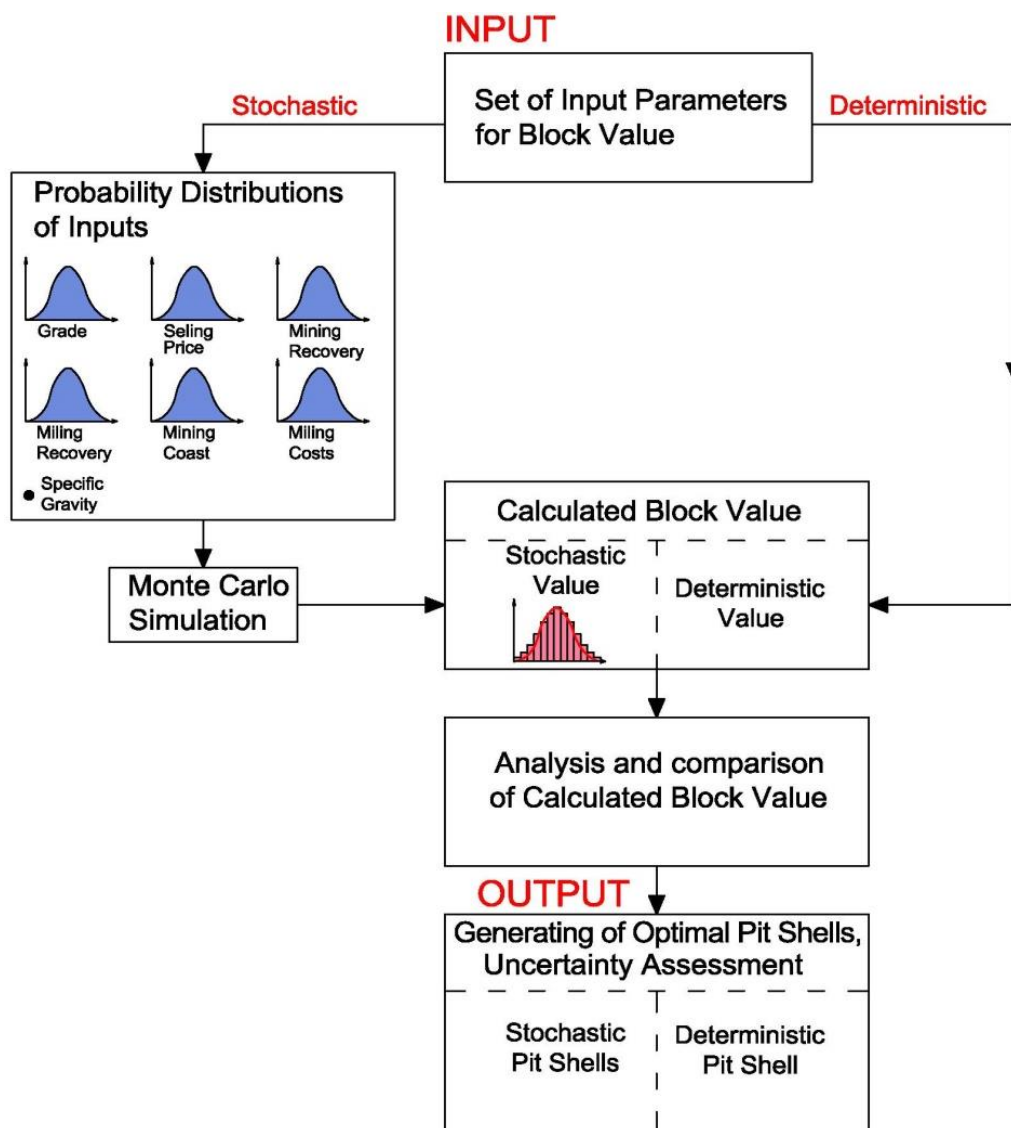 INPUT
Set of Input Parameters
for Block Value
Stochastic
Deterministic
Probability Distributions
of Inputs
Grade
Seling
Price
Mining
Recovery
Miling
Recovery
Mining
Coast
Miling
Costs
Specific
Gravity
Monte Carlo
Simulation
Calculated Block Value
Stochastic
Value
Deterministic
Value
Analysis and comparison
of Calculated Block Value
OUTPUT
Generating of Optimal Pit Shells,
Uncertainty Assessment
Stochastic
Pit Shells
Deterministic
Pit Shell